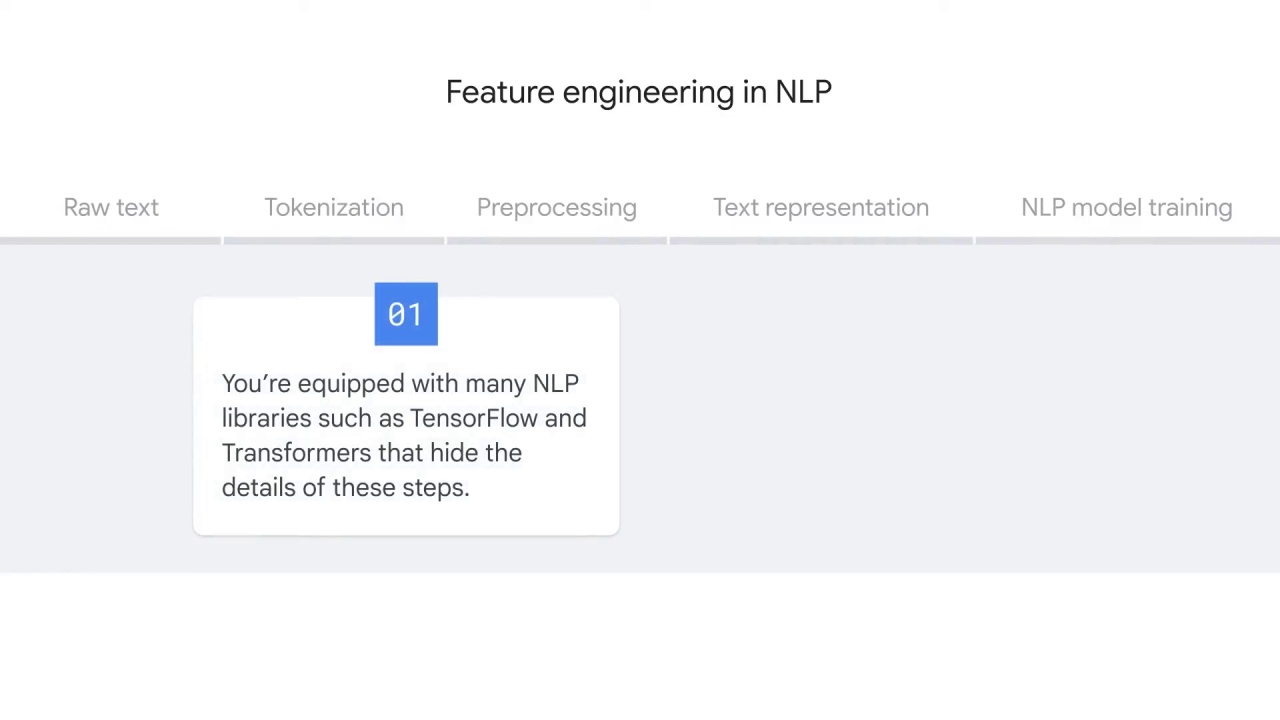 Feature engineering in NLP
Raw text Tokenization Preprocessing Text representation NLP model training
01
You’re equipped with many NLP
libraries such as TensorFlow and
Transformers that hide the
details of these steps.